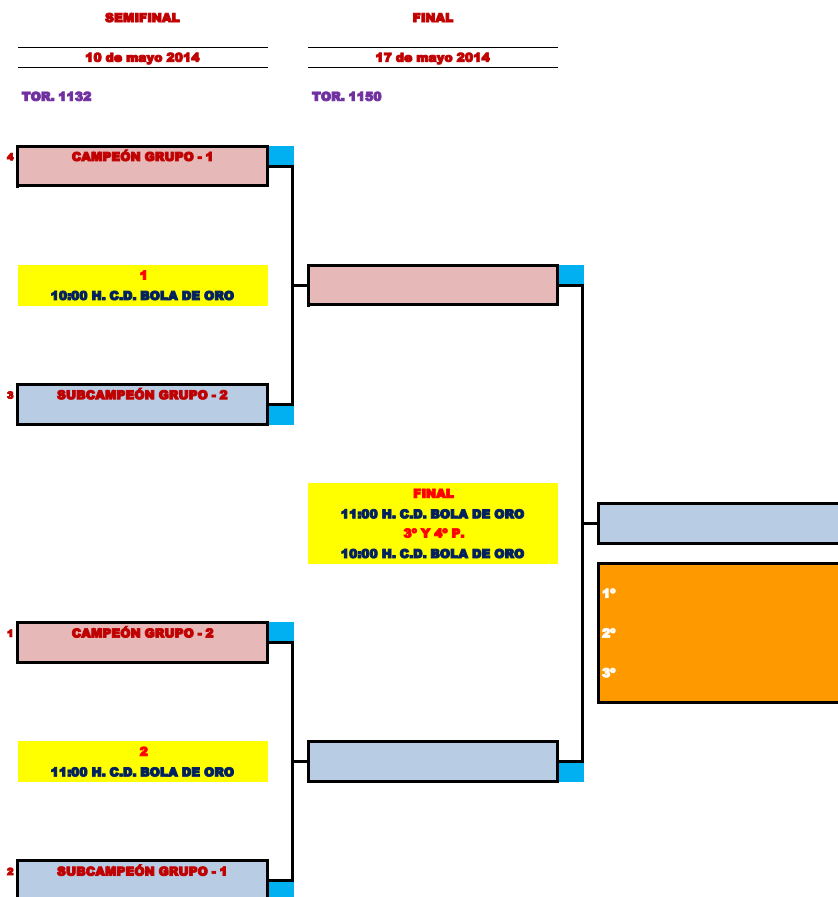 SEMIFINAL
FINAL
10 de mayo 2014
17 de mayo 2014
TOR. 1132
TOR. 1150
4
CAMPEÓN GRUPO - 1
1
10:00 H. C.D. BOLA DE ORO
3
SUBCAMPEÓN GRUPO - 2
FINAL
11:00 H. C.D. BOLA DE ORO
3º Y 4º P.
10:00 H. C.D. BOLA DE ORO
1º
2º
3º
1
CAMPEÓN GRUPO - 2
2
11:00 H. C.D. BOLA DE ORO
2
SUBCAMPEÓN GRUPO - 1